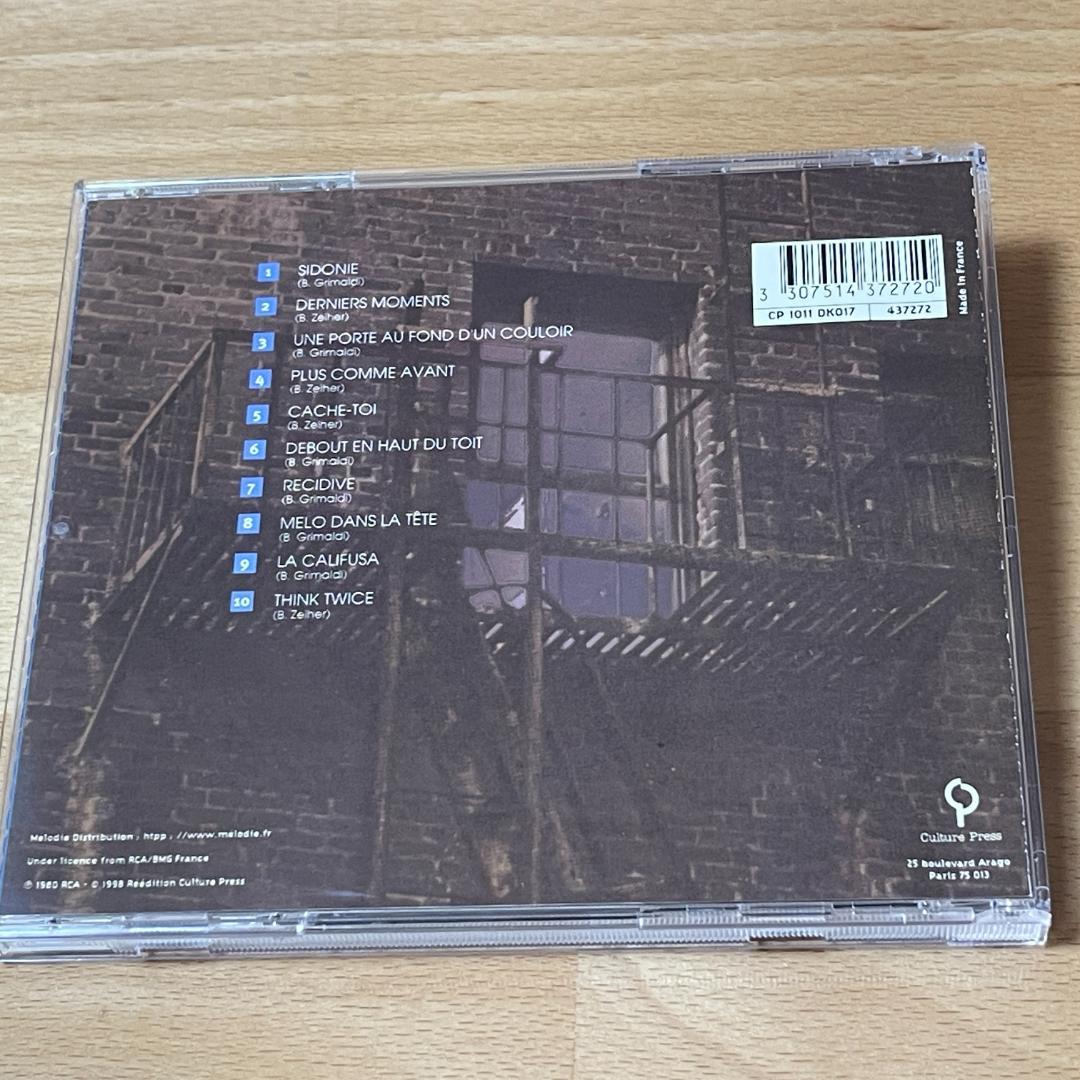 1 SIDONIE
(B. Grimaldi)
2 DERNIERS MOMENTS
(B. Zeiher)
3 UNE PORTE AU FOND D'UN COULOIR
(B. Grimaldi)
4 PLUS COMME AVANT
(B. Zeiher)
5 CACHE-TOI
(B. Zeiher)
6 DEBOUT EN HAUT DU TOIT
(B. Grimaldi)
7 RECIDIVE
(B. Grimaldi)
8 MELO DANS LA TÊTE
(B. Grimaldi)
9 LA CALIFUSA
(B. Grimaldi)
10 THINK TWICE
(B. Zeiher)
3 307514 372720
CP 1011 DK017 437272
Made in France
Melodie Distribution : htpp : //www.melodie.fr
Under licence from RCA/BMG France
℗ 1980 RCA - © 1998 Reédition Culture Press
Culture Press
25 boulevard Arago
Paris 75 013